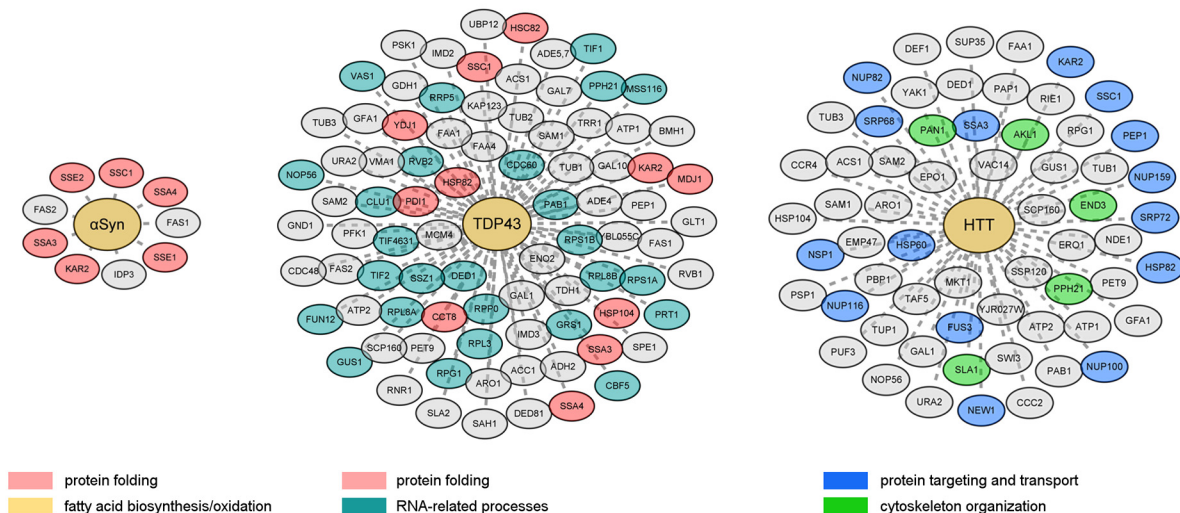 SSE2
SSC1
SSA4
FAS2
αSyn
FAS1
SSA3
SSE1
KAR2
IDP3
UBP12
HSC82
PSK1
IMD2
ADE5,7
TIF1
SSC1
VAS1
GDH1
ACS1
GAL7
PPH21
MSS116
RRP5
KAP123
TUB2
TUB3
GFA1
YDJ1
FAA1
SAM1
TRR1
ATP1
BMH1
FAA4
URA2
VMA1
RVB2
CDC60
TUB1
GAL10
KAR2
MDJ1
NOP56
HSP82
SAM2
CLU1
PDI1
PAB1
ADE4
PEP1
GLT1
TDP43
GND1
PFK1
TIF4631
MCM4
RPS1B
YBL055C
FAS1
ENO2
CDC48
FAS2
TIF2
SSZ1
DED1
TDH1
RPL8B
RPS1A
RVB1
GAL1
FUN12
ATP2
RPL8A
CCT8
RPP0
GRS1
HSP104
PRT1
IMD3
GUS1
SCP160
PET9
RPL3
SSA3
SPE1
ADH2
RNR1
RPG1
ARO1
ACC1
CBF5
SLA2
SAH1
DED81
SSA4
DEF1
SUP35
FAA1
KAR2
NUP82
YAK1
DED1
PAP1
RIE1
SSC1
TUB3
SRP68
PAN1
SSA3
AKL1
RPG1
PEP1
CCR4
ACS1
SAM2
EPO1
VAC14
GUS1
TUB1
NUP159
SAM1
ARO1
SCP160
END3
SRP72
HSP104
HTT
EMP47
HSP60
ERO1
NDE1
HSP82
NSP1
PBP1
MKT1
SSP120
PPH21
PET9
PSP1
NUP116
TAF5
YJR027W
GFA1
TUP1
FUS3
ATP2
ATP1
PUF3
GAL1
SWI3
PAB1
NUP100
NOP56
SLA1
URA2
NEW1
CCC2
protein folding
fatty acid biosynthesis/oxidation
protein folding
RNA-related processes
protein targeting and transport
cytoskeleton organization